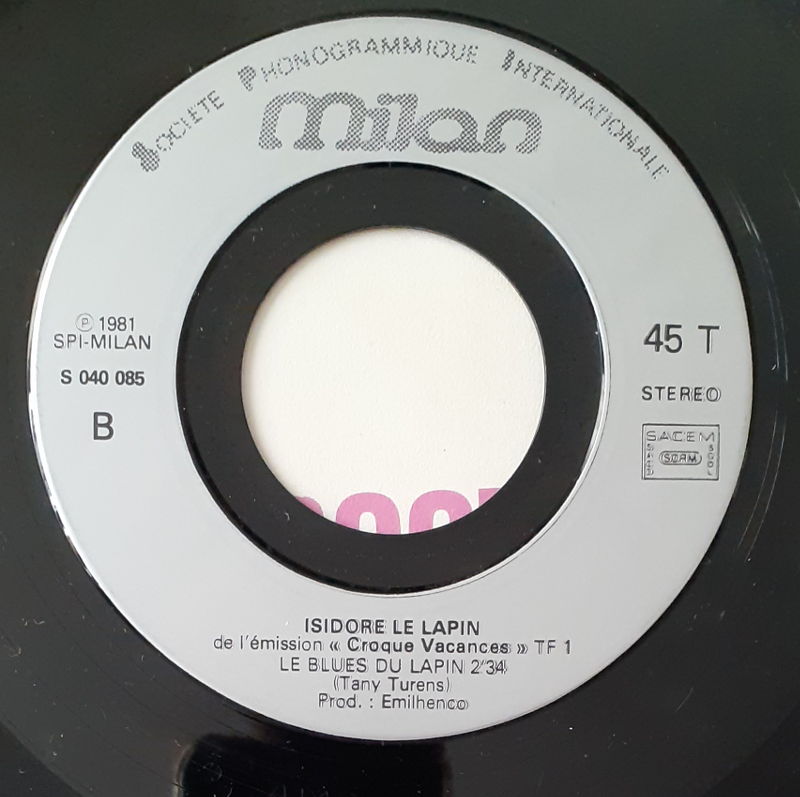 SOCIÉTÉ PHONOGRAMMIQUE INTERNATIONALE
milan
Ⓟ 1981
SPI-MILAN
S 040 085
B
45 T
STEREO
SACEM
SDRM
ISIDORE LE LAPIN
de l'émission « Croque Vacances » TF 1
LE BLUES DU LAPIN 2'34
(Tany Turens)
Prod. : Emilhenco